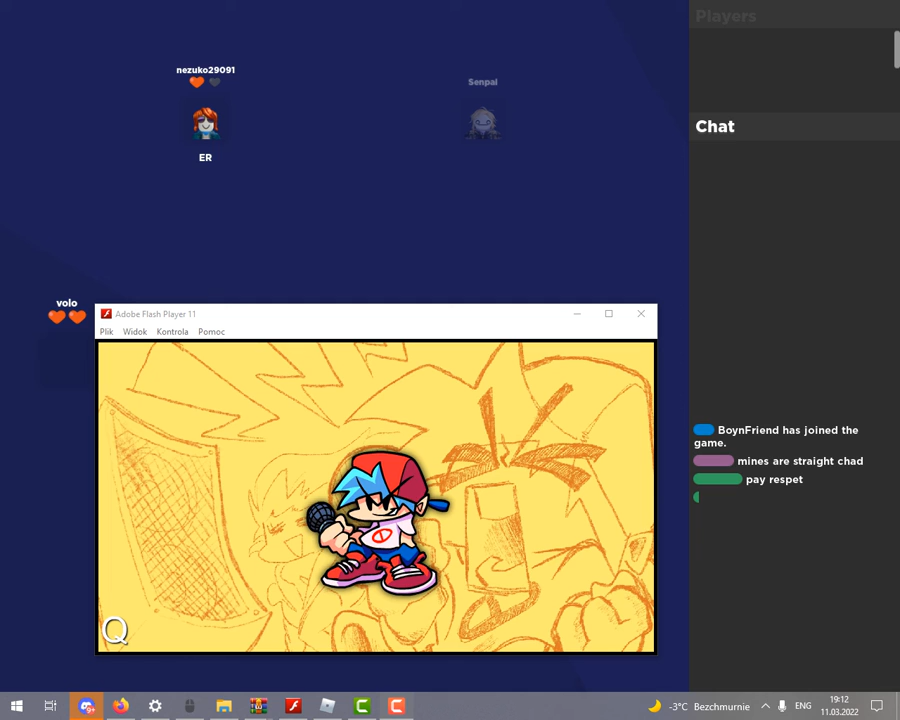 Players
nezuko29091
Senpai
ER
Chat
volo
Adobe Flash Player 11
Plik Widok Kontrola Pomoc
BoynFriend has joined the
game.
mines are straight chad
pay respet
Q
9+
-3°C Bezchmurnie
ENG
19:12
11.03.2022